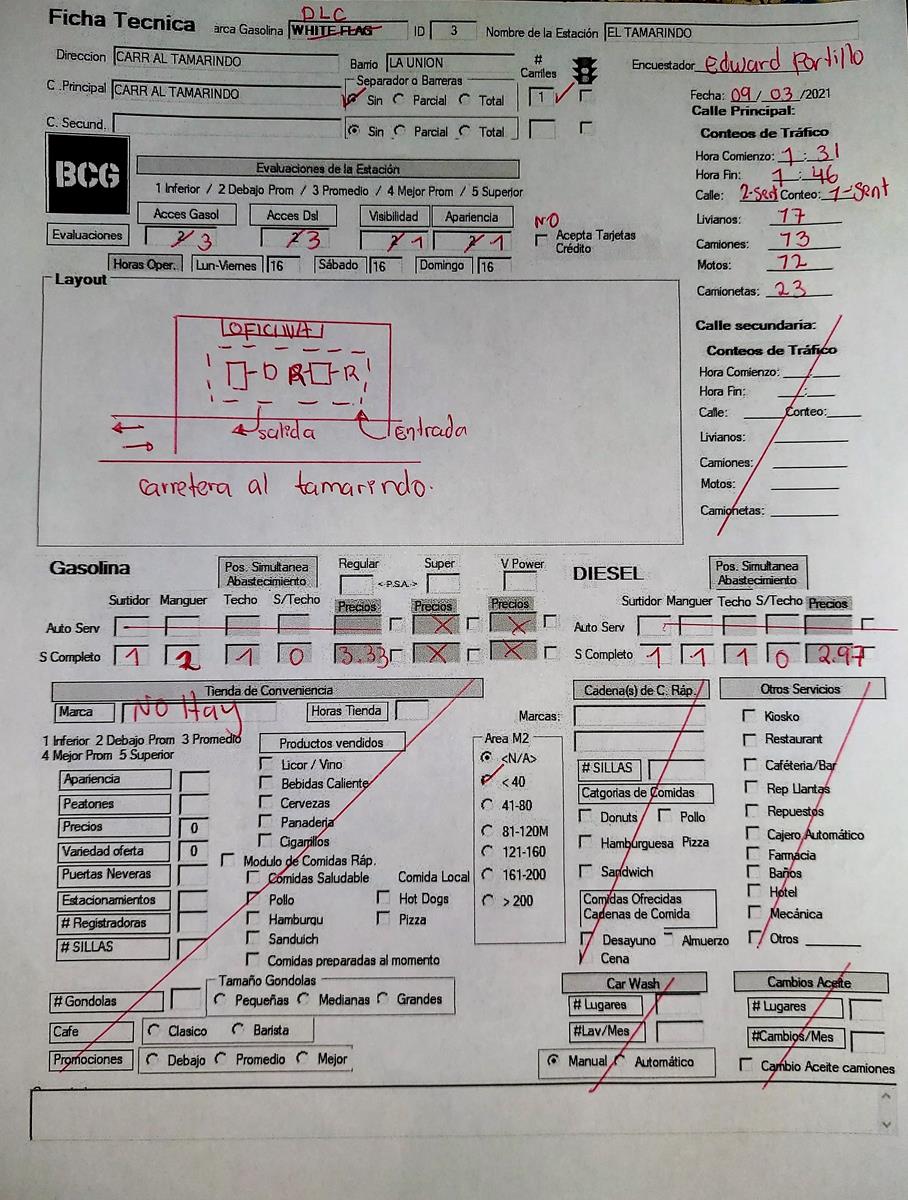 DLC
Ficha Tecnica arca Gasolina WHITE FLAG ID 3 Nombre de la Estación EL TAMARINDO
Direccion CARR AL TAMARINDO Barrio LA UNION # Carriles Encuestador Edward Portillo
C .Principal CARR AL TAMARINDO Separador o Barreras Sin Parcial Total 1
C. Secund. Sin Parcial Total
Fecha: 09/03/2021
Calle Principal:
Conteos de Tráfico
Hora Comienzo: 1:31
Hora Fin: 1:46
Calle: 2-Sent Conteo: 1-Sent
Livianos: 17
Camiones: 13
Motos: 12
Camionetas: 23
BCG
Evaluaciones de la Estación
1 Inferior / 2 Debajo Prom / 3 Promedio / 4 Mejor Prom / 5 Superior
Acces Gasol Acces Dsl Visibilidad Apariencia
Evaluaciones 2 3 2 3 2 1 2 1
NO
Acepta Tarjetas Crédito
Horas Oper. Lun-Viernes 16 Sábado 16 Domingo 16
Layout
OFICINA
D R R
salida Entrada
carretera al tamarindo.
Calle secundaria:
Conteos de Tráfico
Hora Comienzo: __:__
Hora Fin: __:__
Calle: ____ Conteo: ____
Livianos:
Camiones:
Motos:
Camionetas:
Gasolina
Pos. Simultanea Abastecimiento
Regular <-P.S.A.-> Super V Power
Surtidor Manguer Techo S/Techo Precios Precios Precios
Auto Serv X X
S Completo 1 2 1 0 3.33 X X
DIESEL
Pos. Simultanea Abastecimiento
Surtidor Manguer Techo S/Techo Precios
Auto Serv
S Completo 1 1 1 0 2.97
Tienda de Conveniencia
Marca NO Hay Horas Tienda
1 Inferior 2 Debajo Prom 3 Promedio
4 Mejor Prom 5 Superior
Apariencia
Peatones
Precios 0
Variedad oferta 0
Puertas Neveras
Estacionamientos
# Registradoras
# SILLAS
Productos vendidos
Licor / Vino
Bebidas Caliente
Cervezas
Panaderia
Cigarrillos
Modulo de Comidas Ráp.
Comidas Saludable Comida Local
Pollo Hot Dogs
Hamburgu Pizza
Sanduich
Comidas preparadas al momento
# Gondolas
Tamaño Gondolas
Pequeñas Medianas Grandes
Cafe Clasico Barista
Promociones Debajo Promedio Mejor
Area M2
<N/A>
< 40
41-80
81-120M
121-160
161-200
> 200
Cadena(s) de C. Ráp.
Marcas:
# SILLAS
Catgorias de Comidas
Donuts Pollo
Hamburguesa Pizza
Sandwich
Comidas Ofrecidas
Cadenas de Comida
Desayuno Almuerzo
Cena
Otros Servicios
Kiosko
Restaurant
Caféteria/Bar
Rep Llantas
Repuestos
Cajero Automático
Farmacia
Baños
Hotel
Mecánica
Otros
Car Wash
# Lugares
#Lav/Mes
Manual Automático
Cambios Aceite
# Lugares
#Cambios/Mes
Cambio Aceite camiones